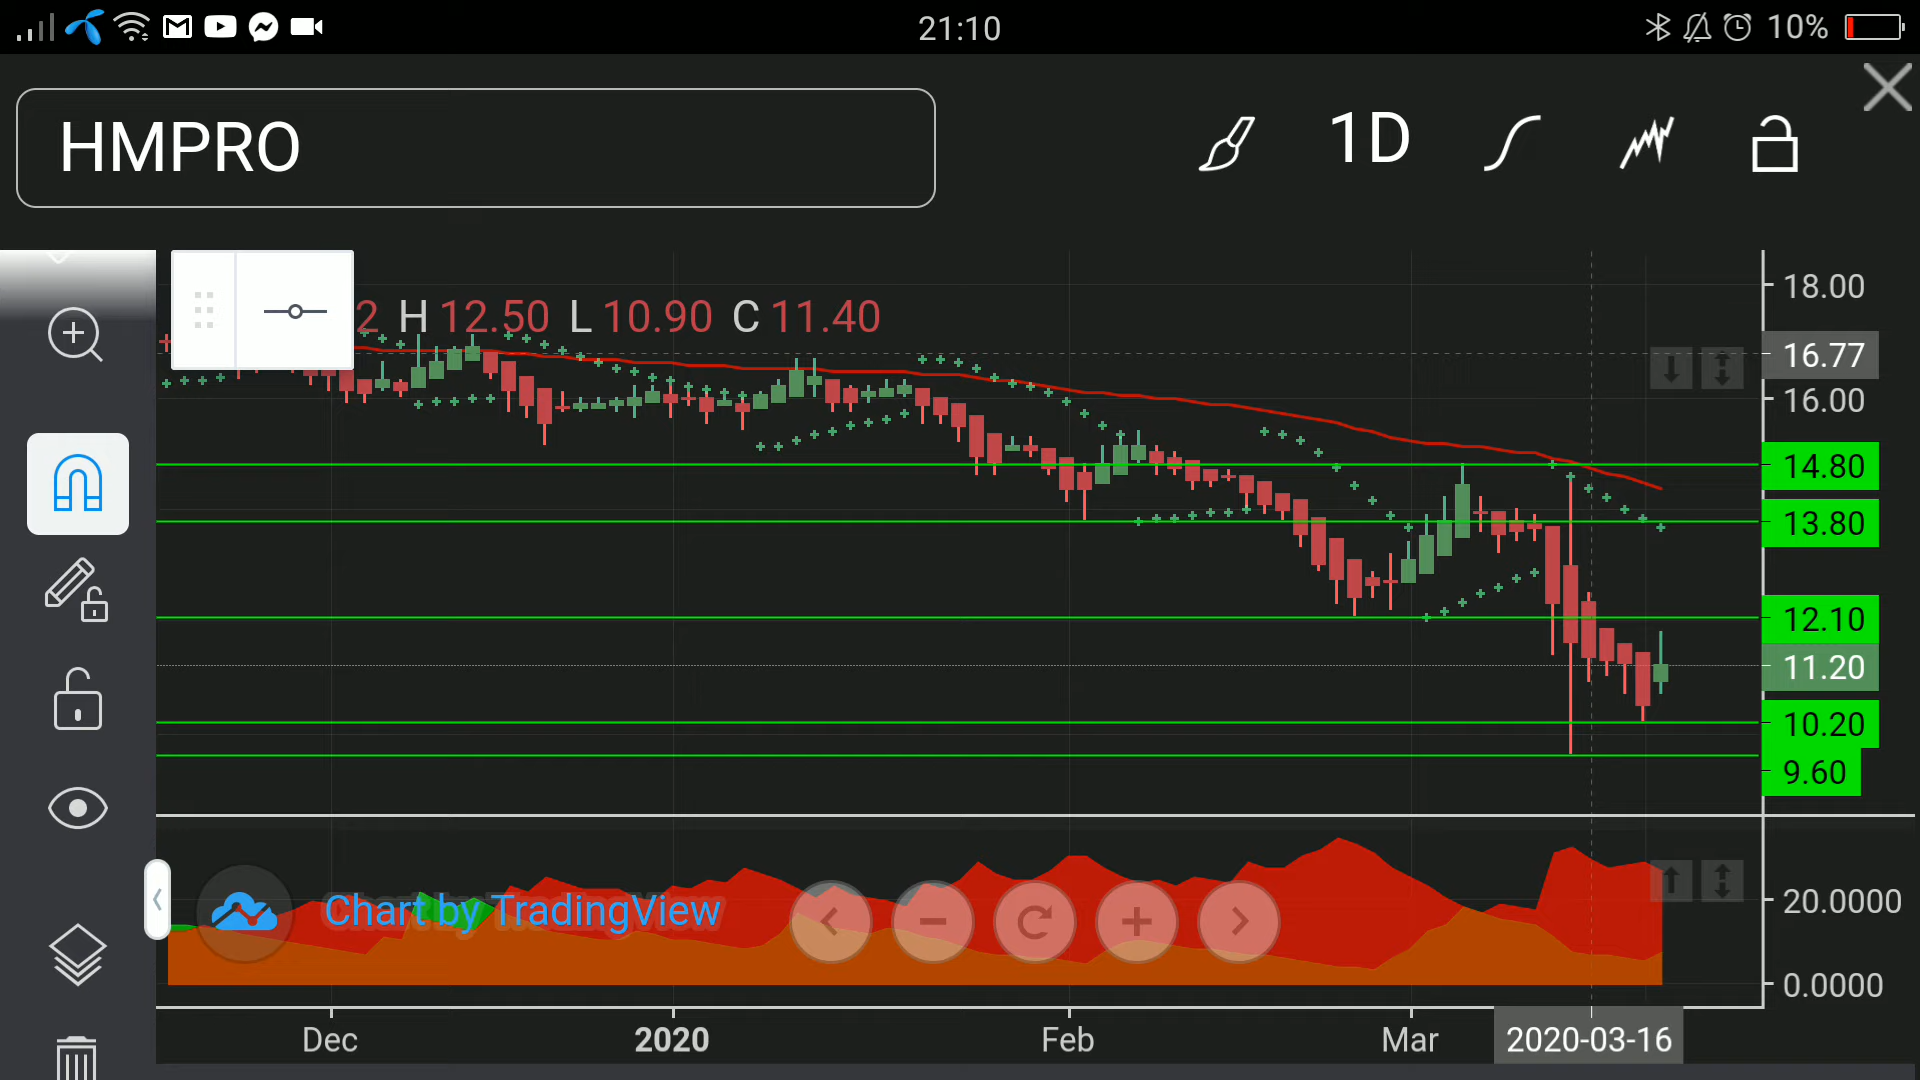 21:10
10%
HMPRO
1D
2 H 12.50 L 10.90 C 11.40
18.00
16.77
16.00
14.80
13.80
12.10
11.20
10.20
9.60
Chart by TradingView
20.0000
0.0000
Dec 2020 Feb Mar 2020-03-16